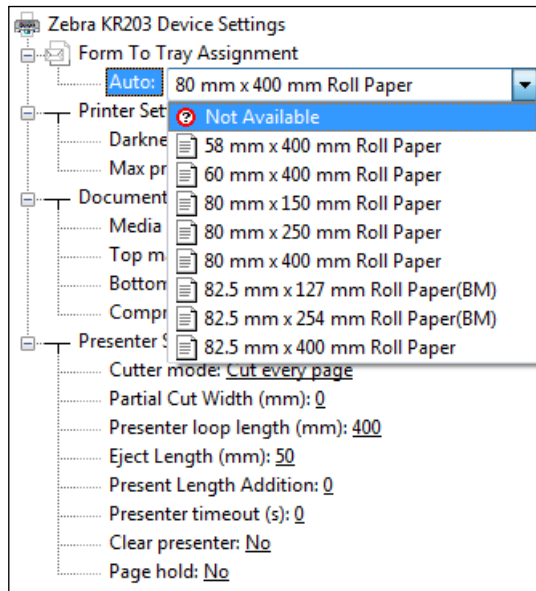 Zebra KR203 Device Settings
Form To Tray Assignment
Auto: 80 mm x 400 mm Roll Paper
Printer Set
Not Available
Darkne
58 mm x 400 mm Roll Paper
Max pr
60 mm x 400 mm Roll Paper
80 mm x 150 mm Roll Paper
Document
80 mm x 250 mm Roll Paper
Media
80 mm x 400 mm Roll Paper
Top m
82.5 mm x 127 mm Roll Paper(BM)
Botton
82.5 mm x 254 mm Roll Paper(BM)
Compr
82.5 mm x 400 mm Roll Paper
Presenter S
Cutter mode: Cut every page
Partial Cut Width (mm): 0
Presenter loop length (mm): 400
Eject Length (mm): 50
Present Length Addition: 0
Presenter timeout (s): 0
Clear presenter: No
Page hold: No